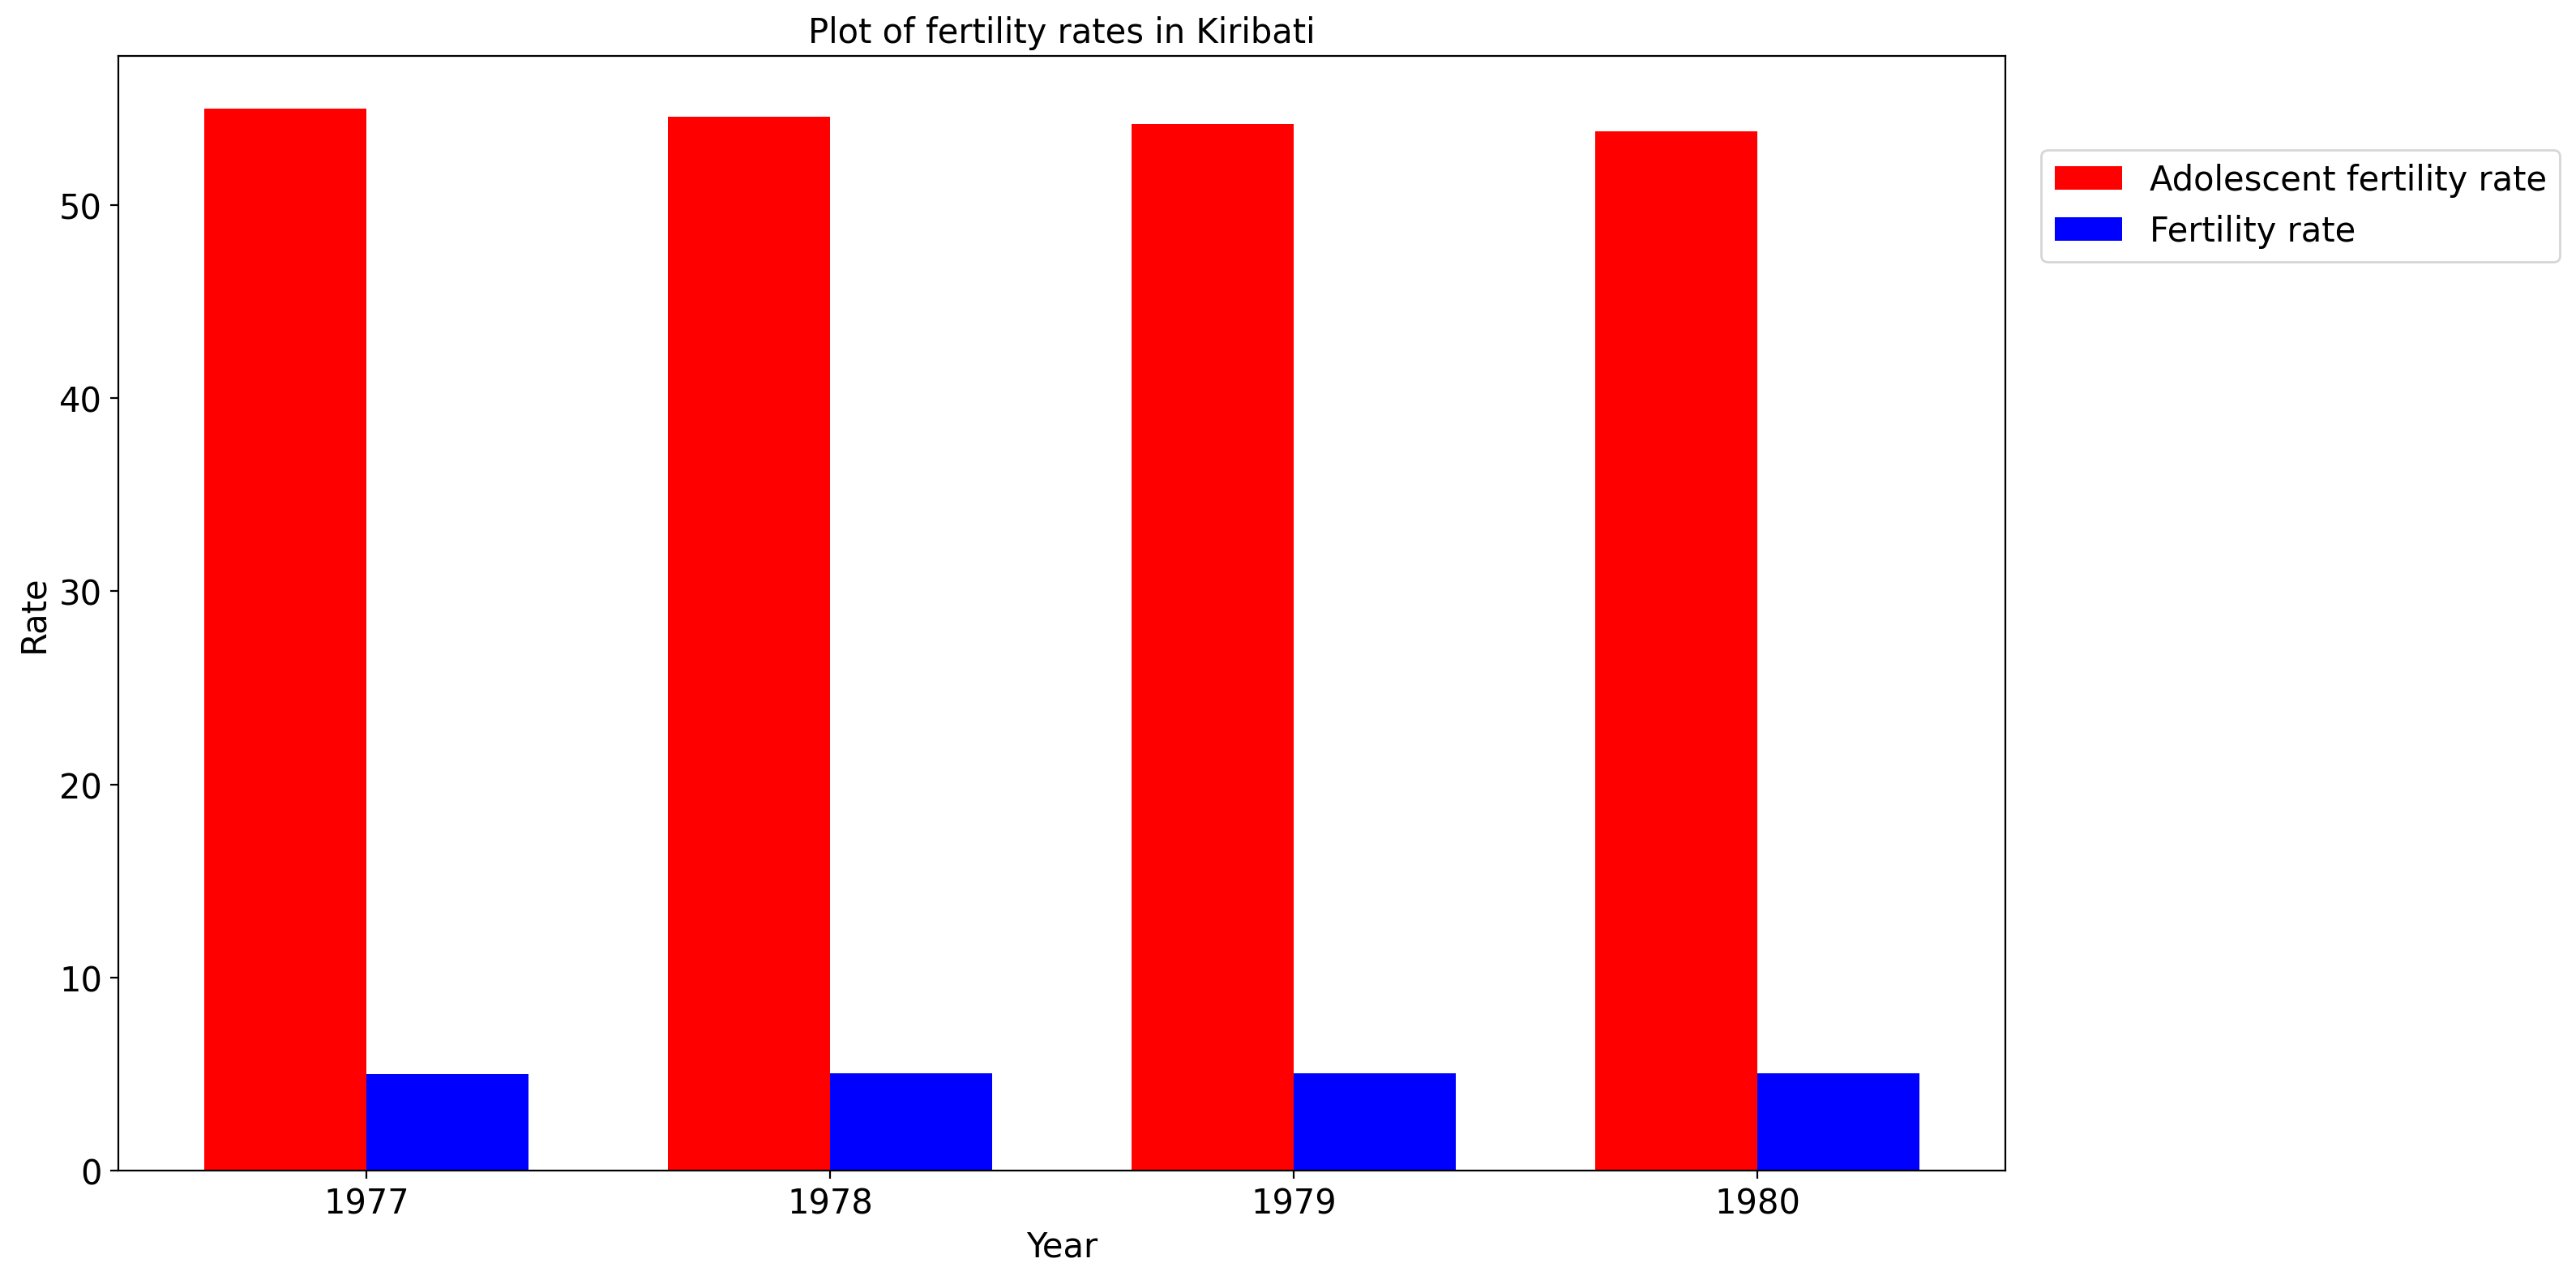 Plot of fertility rates in Kiribati
Adolescent fertility rate
Fertility rate
Rate
50
40
30
20
10
0
1977 1978 1979 1980
Year